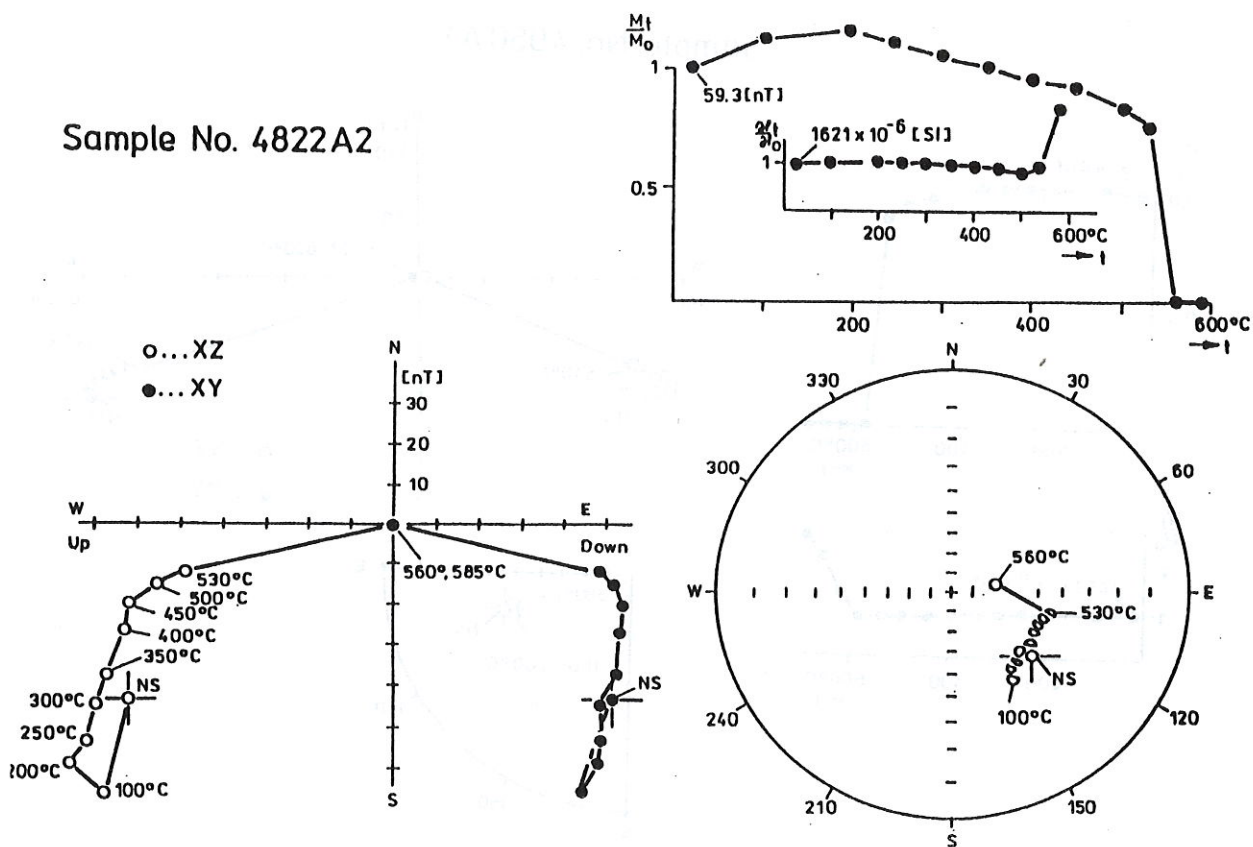 Sample No. 4822A2
Mt
Mo
1
0.5
59.3[nT]
ϰt
ϰo
1621 x 10⁻⁶ [SI]
1
200
400
600°C
t
200
400
600°C
t
o...XZ
●...XY
N
[nT]
30
20
10
W
E
Up
Down
S
560°,585°C
530°C
500°C
450°C
400°C
350°C
300°C
250°C
200°C
100°C
NS
NS
N
30
60
E
120
150
S
210
240
W
300
330
560°C
530°C
NS
100°C